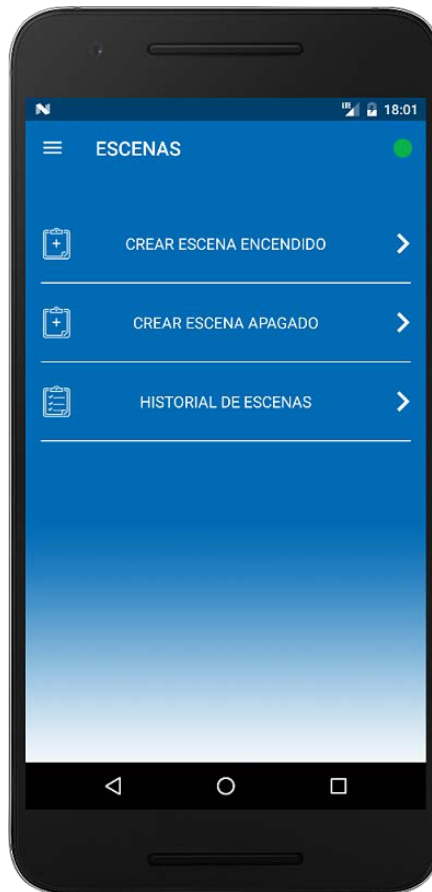 18:01
ESCENAS
CREAR ESCENA ENCENDIDO
CREAR ESCENA APAGADO
HISTORIAL DE ESCENAS